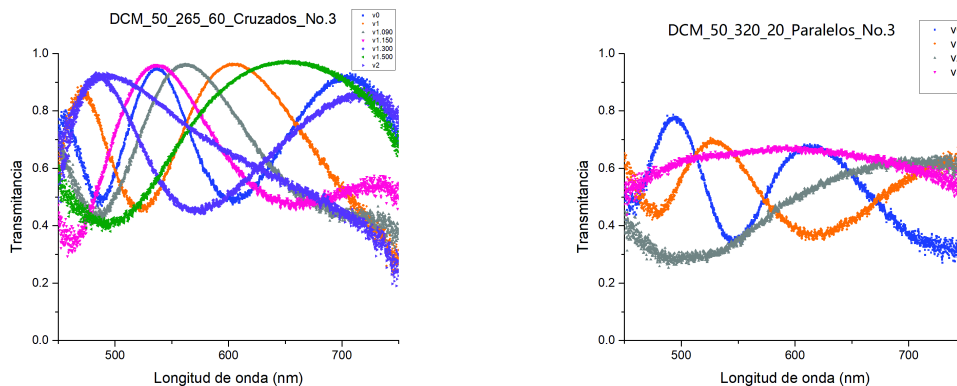 DCM_50_265_60_Cruzados_No.3
v0
v1
v1.090
v1.150
v1.300
v1.500
v2
1.0
0.8
0.6
0.4
0.2
0.0
Transmitancia
500
600
700
Longitud de onda (nm)
DCM_50_320_20_Paralelos_No.3
v
v
v
v
1.0
0.8
0.6
0.4
0.2
0.0
Transmitancia
500
600
700
Longitud de onda (nm)